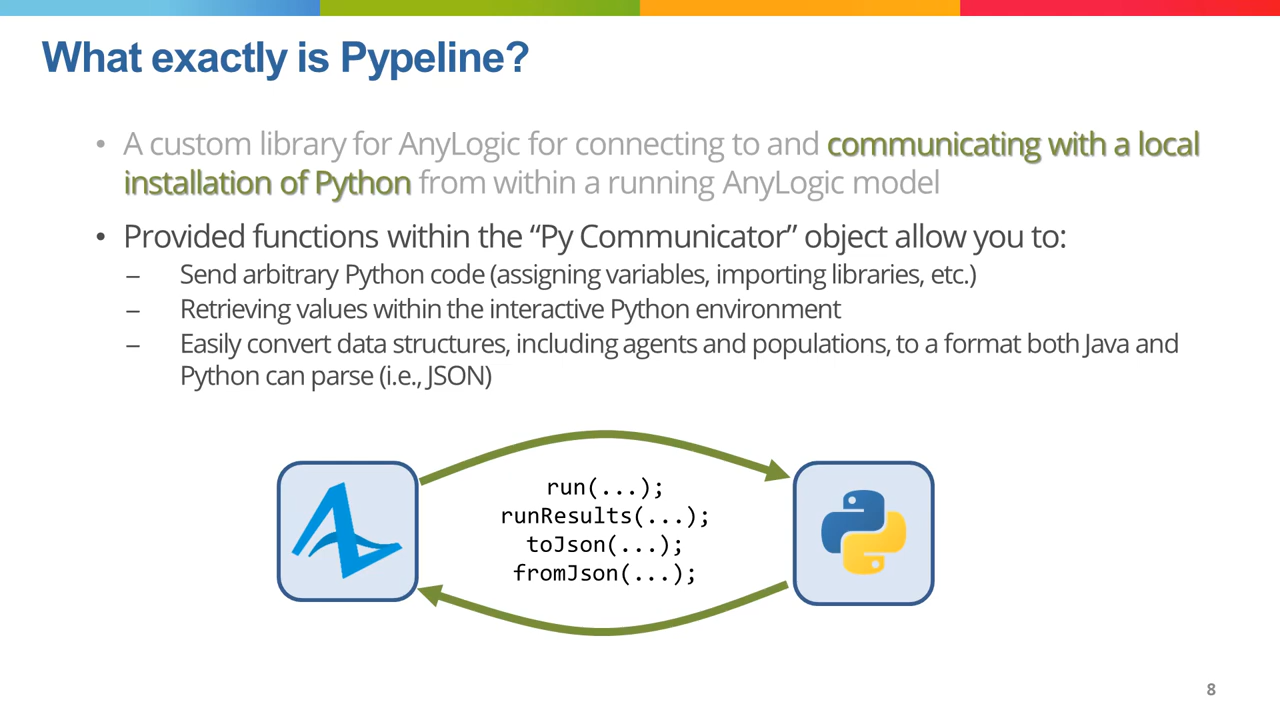 What exactly is Pypeline?
• A custom library for AnyLogic for connecting to and communicating with a local
installation of Python from within a running AnyLogic model
• Provided functions within the “Py Communicator” object allow you to:
– Send arbitrary Python code (assigning variables, importing libraries, etc.)
– Retrieving values within the interactive Python environment
– Easily convert data structures, including agents and populations, to a format both Java and
Python can parse (i.e., JSON)
run(...);
runResults(...);
toJson(...);
fromJson(...);
8